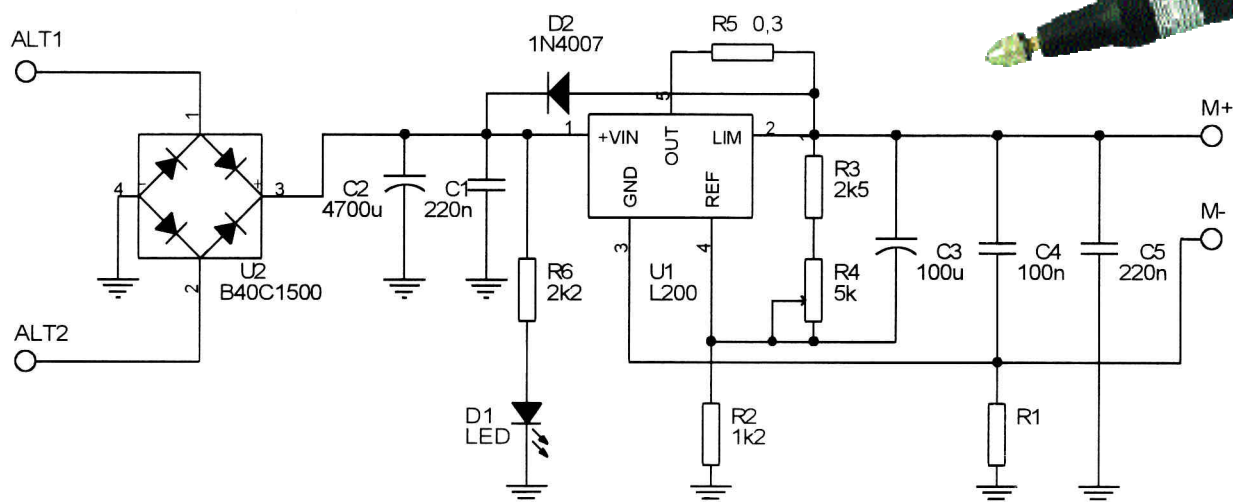 ALT1
D2
1N4007
R5 0,3
M+
1
5
1
+VIN
OUT
LIM
2
1
4
-
+
3
C2
4700u
C1
220n
GND
REF
R3
2k5
M-
3
4
C3
100u
C4
100n
C5
220n
U2
B40C1500
2
R6
2k2
U1
L200
R4
5k
ALT2
D1
LED
R2
1k2
R1